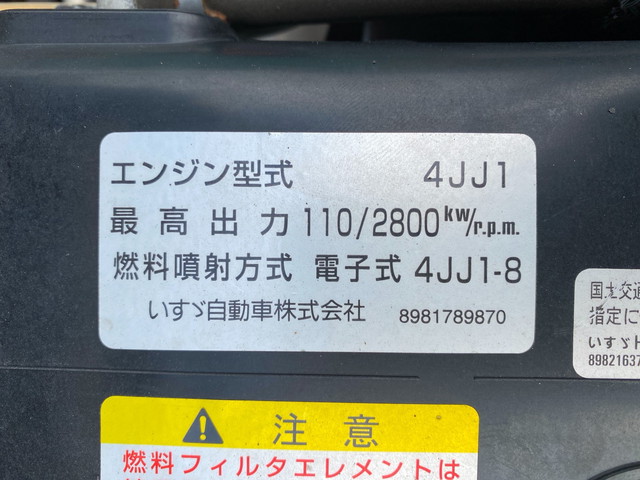 エンジン型式 4JJ1
最高出力 110/2800kW/r.p.m.
燃料噴射方式 電子式 4JJ1-8
いすゞ自動車株式会社 8981789870
国土交通
指定に
いすゞH
89821637
注意
燃料フィルタエレメントは